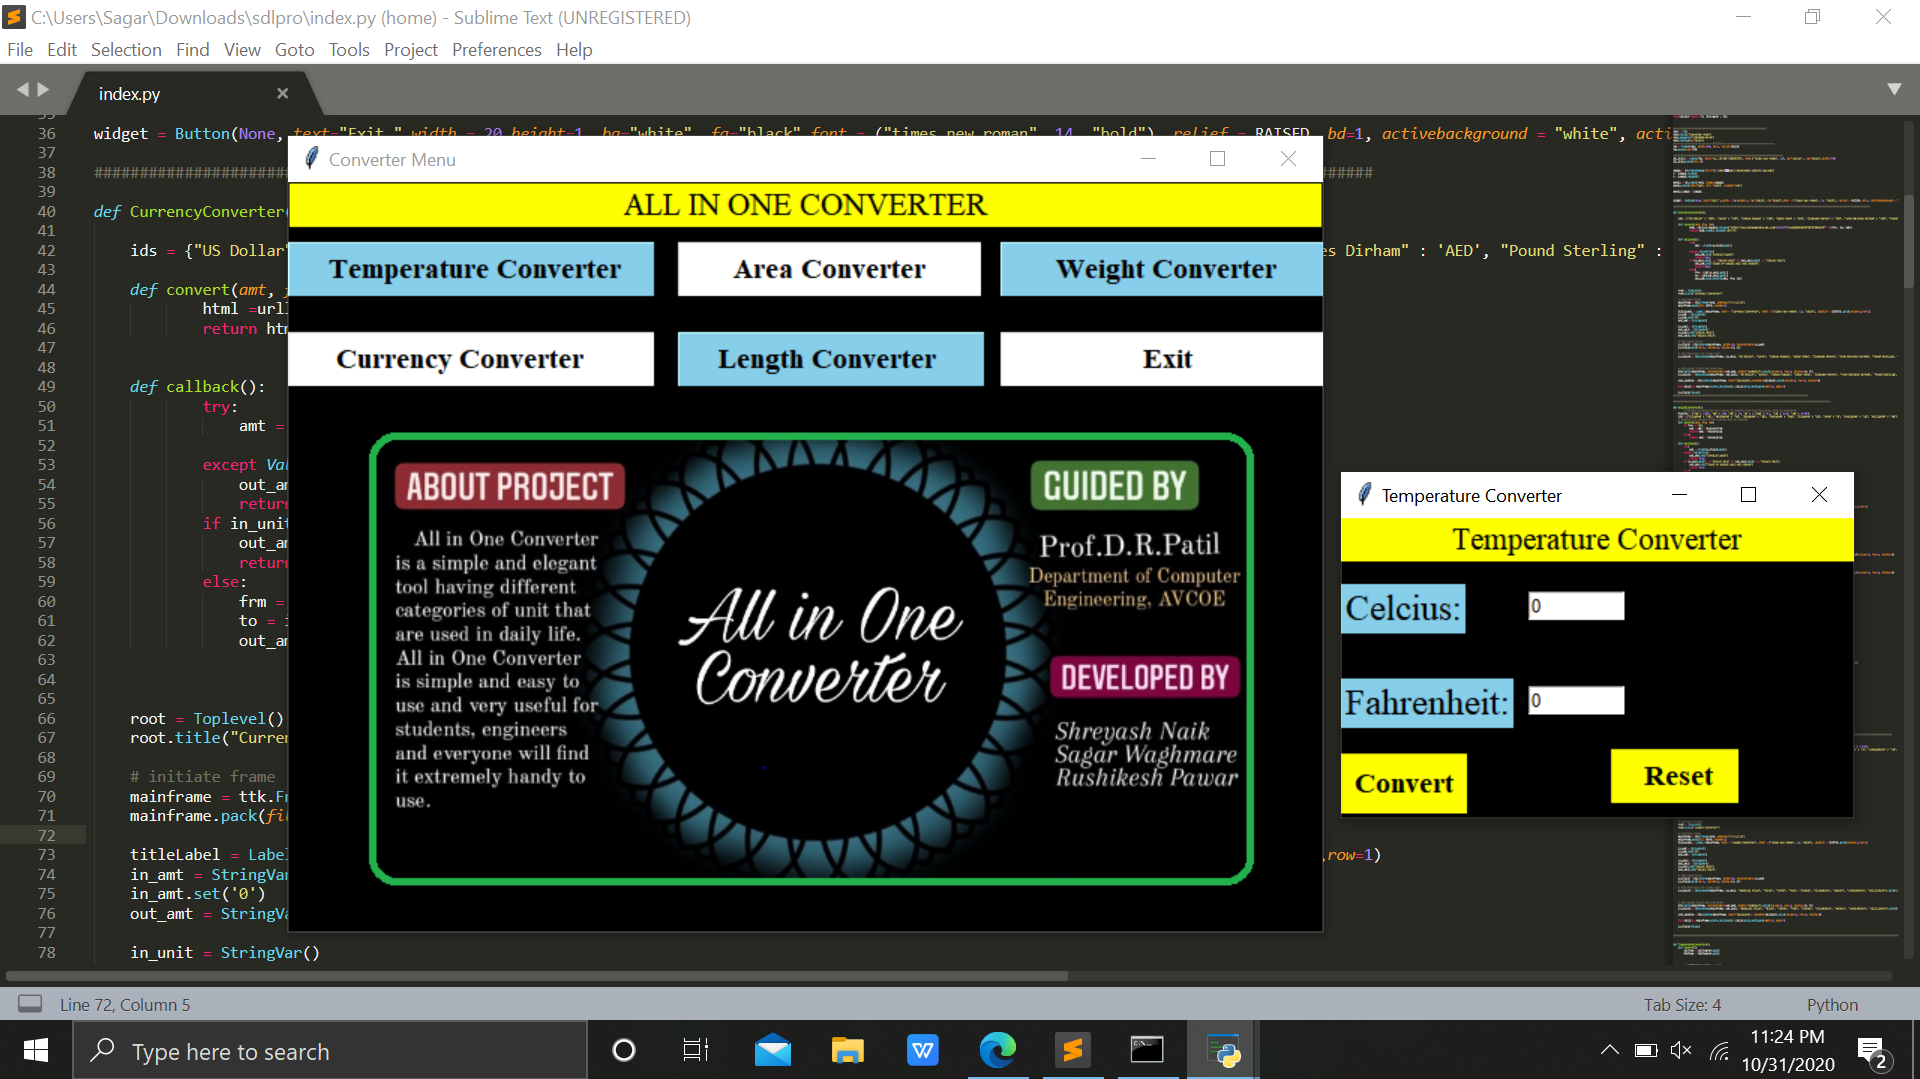 C:\Users\Sagar\Downloads\sdlpro\index.py (home) - Sublime Text (UNREGISTERED)
File Edit Selection Find View Goto Tools Project Preferences Help
index.py
36 widget = Button(None, text="Exit " width = 20 height=1 bg="white" fg="black" font = ("times new roman", 14, "bold"), relief = RAISED, bd=1, activebackground = "white", acti
37
38 ####
39
40 def CurrencyConverter
41
42 ids = {"US Dollar" es Dirham" : 'AED', "Pound Sterling" :
43
44 def convert(amt,
45 html =url
46 return htm
47
48
49 def callback():
50 try:
51 amt =
52
53 except Val
54 out_am
55 return
56 if in_unit
57 out_am
58 return
59 else:
60 frm =
61 to = i
62 out_am
63
64
65
66 root = Toplevel()
67 root.title("Curren
68
69 # initiate frame
70 mainframe = ttk.Fr
71 mainframe.pack(fil
72
73 titleLabel = Label ,row=1)
74 in_amt = StringVar
75 in_amt.set('0')
76 out_amt = StringVa
77
78 in_unit = StringVar()
Converter Menu
ALL IN ONE CONVERTER
Temperature Converter Area Converter Weight Converter
Currency Converter Length Converter Exit
ABOUT PROJECT
All in One Converter
is a simple and elegant
tool having different
categories of unit that
are used in daily life.
All in One Converter
is simple and easy to
use and very useful for
students, engineers
and everyone will find
it extremely handy to
use.
All in One
Converter
GUIDED BY
Prof.D.R.Patil
Department of Computer
Engineering, AVCOE
DEVELOPED BY
Shreyash Naik
Sagar Waghmare
Rushikesh Pawar
Temperature Converter
Temperature Converter
Celcius: 0
Fahrenheit: 0
Convert Reset
Line 72, Column 5 Tab Size: 4 Python
Type here to search
11:24 PM
10/31/2020
2